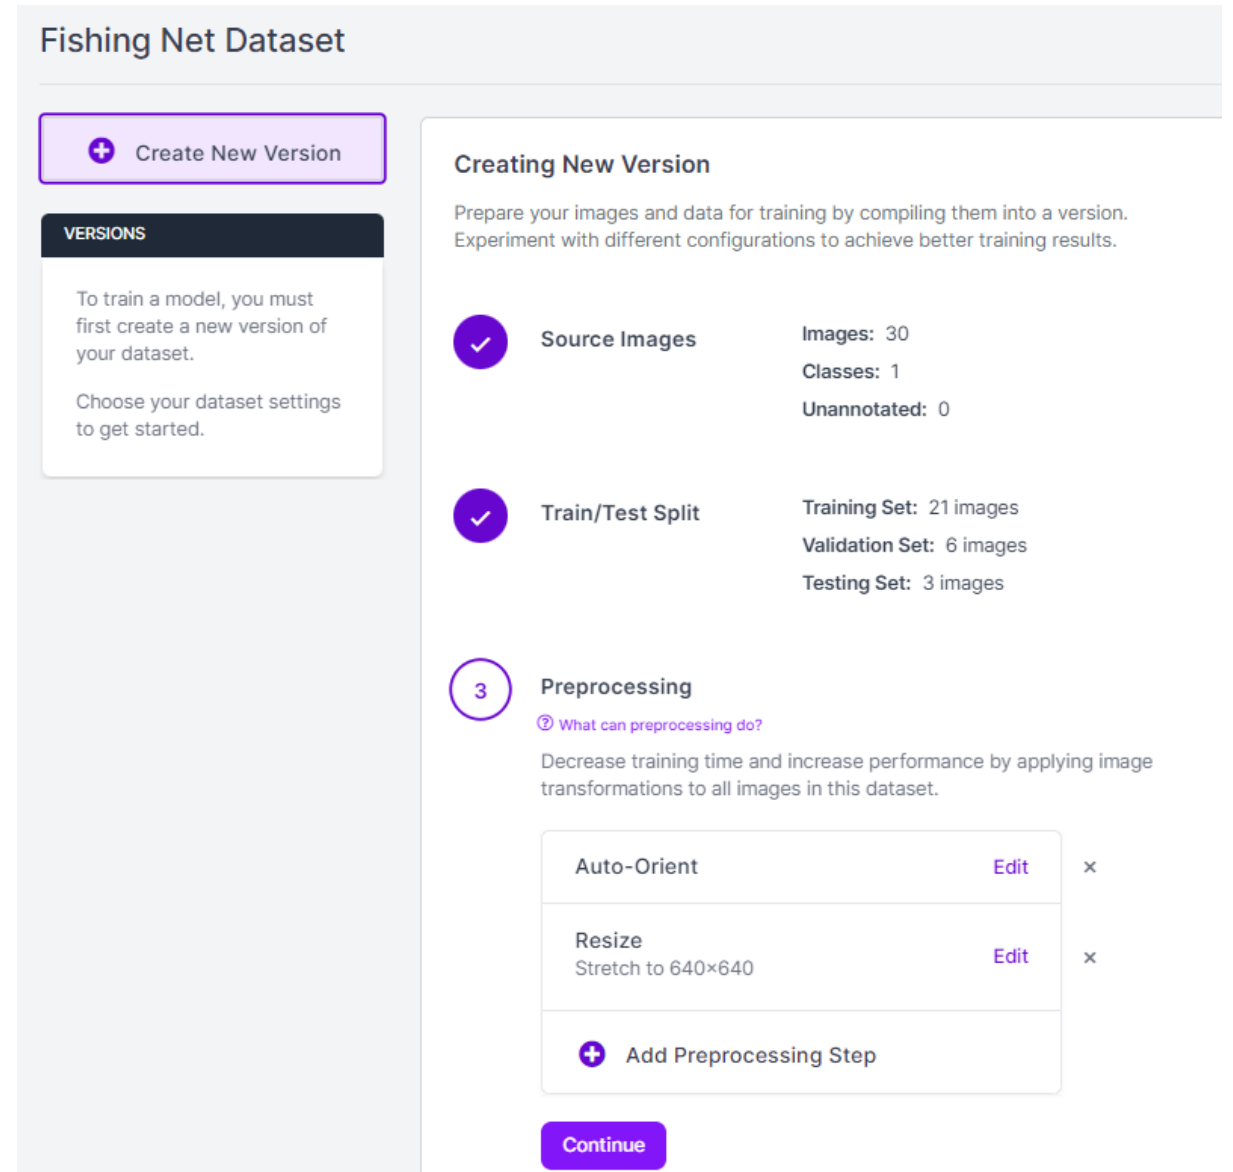 Fishing Net Dataset
Create New Version
VERSIONS
To train a model, you must
first create a new version of
your dataset.
Choose your dataset settings
to get started.
Creating New Version
Prepare your images and data for training by compiling them into a version.
Experiment with different configurations to achieve better training results.
Source Images
Images: 30
Classes: 1
Unannotated: 0
Train/Test Split
Training Set: 21 images
Validation Set: 6 images
Testing Set: 3 images
3
Preprocessing
What can preprocessing do?
Decrease training time and increase performance by applying image
transformations to all images in this dataset.
Auto-Orient
Edit
Resize
Stretch to 640×640
Edit
Add Preprocessing Step
Continue